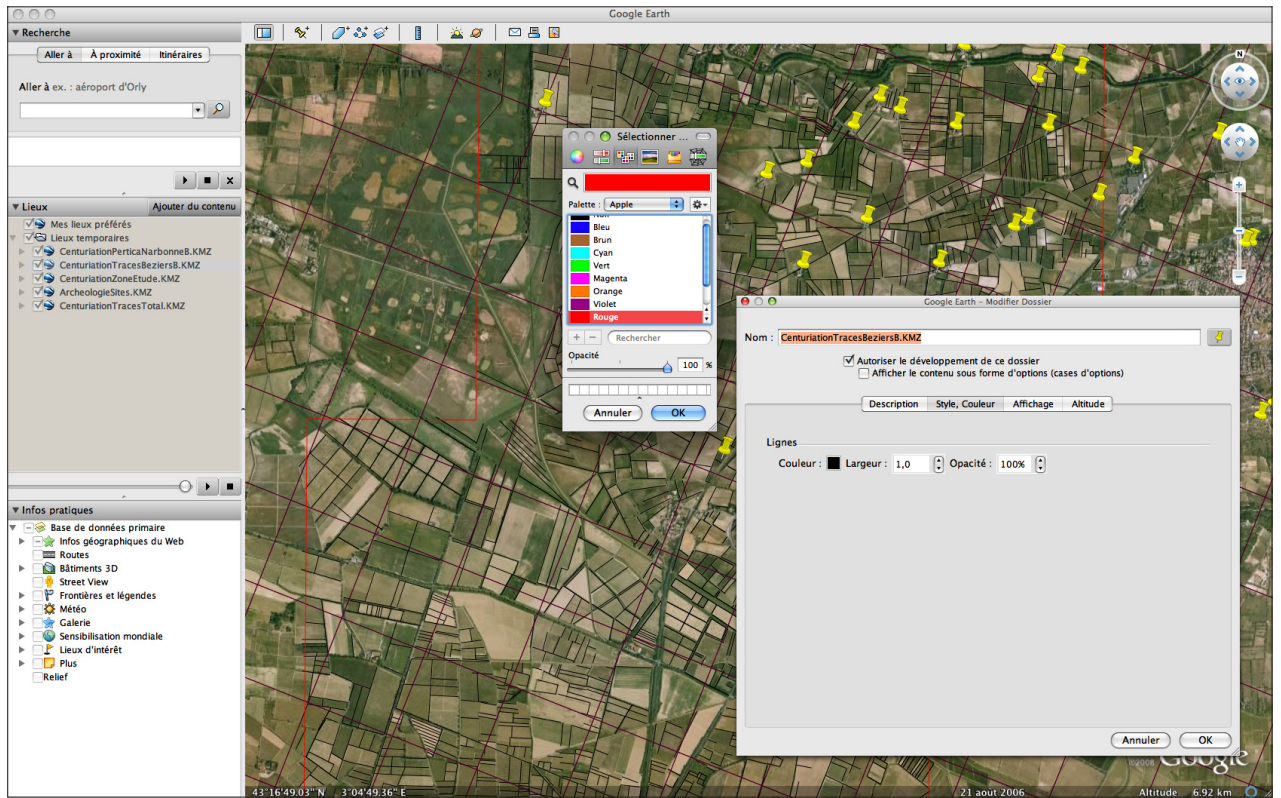 Google Earth
Recherche
Aller à À proximité Itinéraires
Aller à ex. : aéroport d'Orly
Lieux Ajouter du contenu
Mes lieux préférés
Lieux temporaires
CenturiationPerticaNarbonneB.KMZ
CenturiationTracesBeziersB.KMZ
CenturiationZoneEtude.KMZ
ArcheologieSites.KMZ
CenturiationTracesTotal.KMZ
Infos pratiques
Base de données primaire
Infos géographiques du Web
Routes
Bâtiments 3D
Street View
Frontières et légendes
Météo
Galerie
Sensibilisation mondiale
Lieux d'intérêt
Plus
Relief
N
Sélectionner ...
Palette : Apple
Noir
Bleu
Brun
Cyan
Vert
Magenta
Orange
Violet
Rouge
Rechercher
Opacité
100 %
Annuler OK
Google Earth – Modifier Dossier
Nom : CenturiationTracesBeziersB.KMZ
Autoriser le développement de ce dossier
Afficher le contenu sous forme d'options (cases d'options)
Description Style, Couleur Affichage Altitude
Lignes
Couleur : Largeur : 1,0 Opacité : 100%
Annuler OK
©2008 Google
43°16'49.03" N 3°04'49.36" E 21 août 2006 Altitude 6.92 km